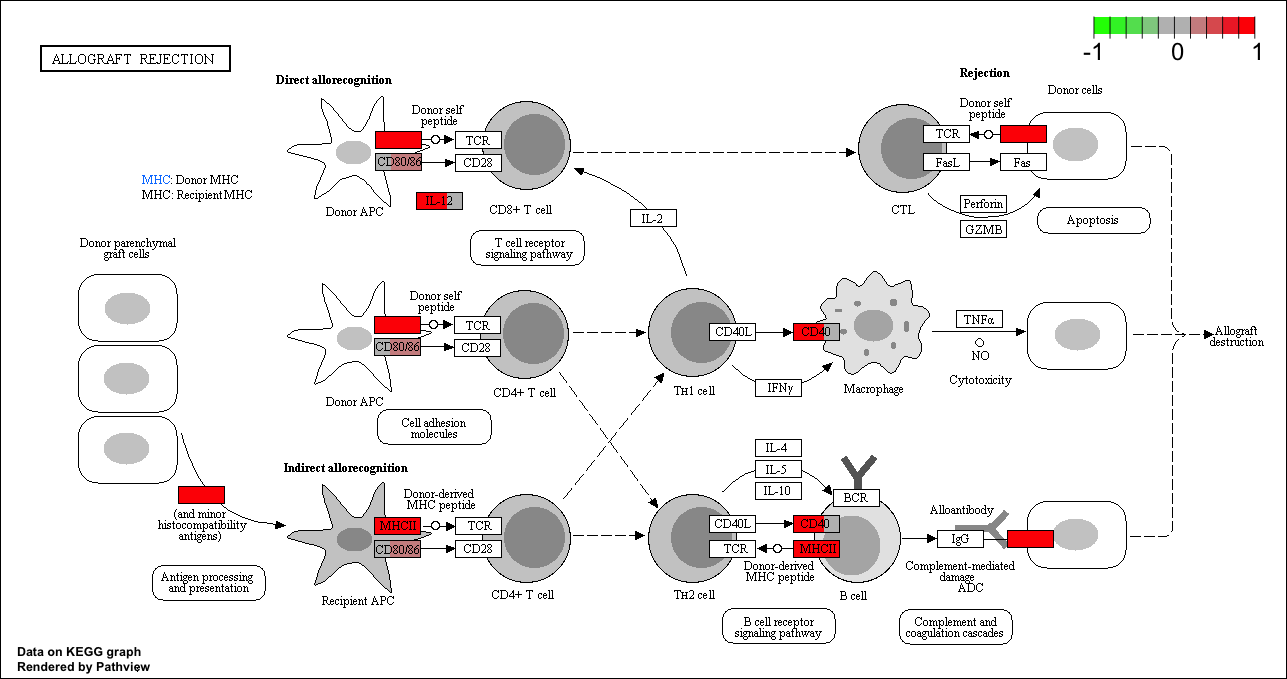 -1 0 1
ALLOGRAFT REJECTION
Direct allorecognition
Donor self
peptide
TCR
CD80/86
CD28
MHC: Donor MHC
MHC: Recipient MHC
IL-12
Donor APC
CD8+ T cell
T cell receptor
signaling pathway
IL-2
Rejection
Donor self
peptide
Donor cells
TCR
FasL
Fas
CTL
Perforin
GZMB
Apoptosis
Donor parenchymal
graft cells
Donor self
peptide
TCR
CD80/86
CD28
Donor APC
CD4+ T cell
Cell adhesion
molecules
CD40L
CD40
IFNγ
TH1 cell
Macrophage
TNFα
NO
Cytotoxicity
Allograft
destruction
Indirect allorecognition
(and minor
histocompatibility
antigens)
Donor-derived
MHC peptide
MHCII
TCR
CD80/86
CD28
Antigen processing
and presentation
Recipient APC
CD4+ T cell
IL-4
IL-5
IL-10
BCR
CD40L
CD40
TCR
MHCII
Donor-derived
MHC peptide
TH2 cell
B cell
B cell receptor
signaling pathway
Alloantibody
IgG
Complement-mediated
damage
ADC
Complement and
coagulation cascades
Data on KEGG graph
Rendered by Pathview